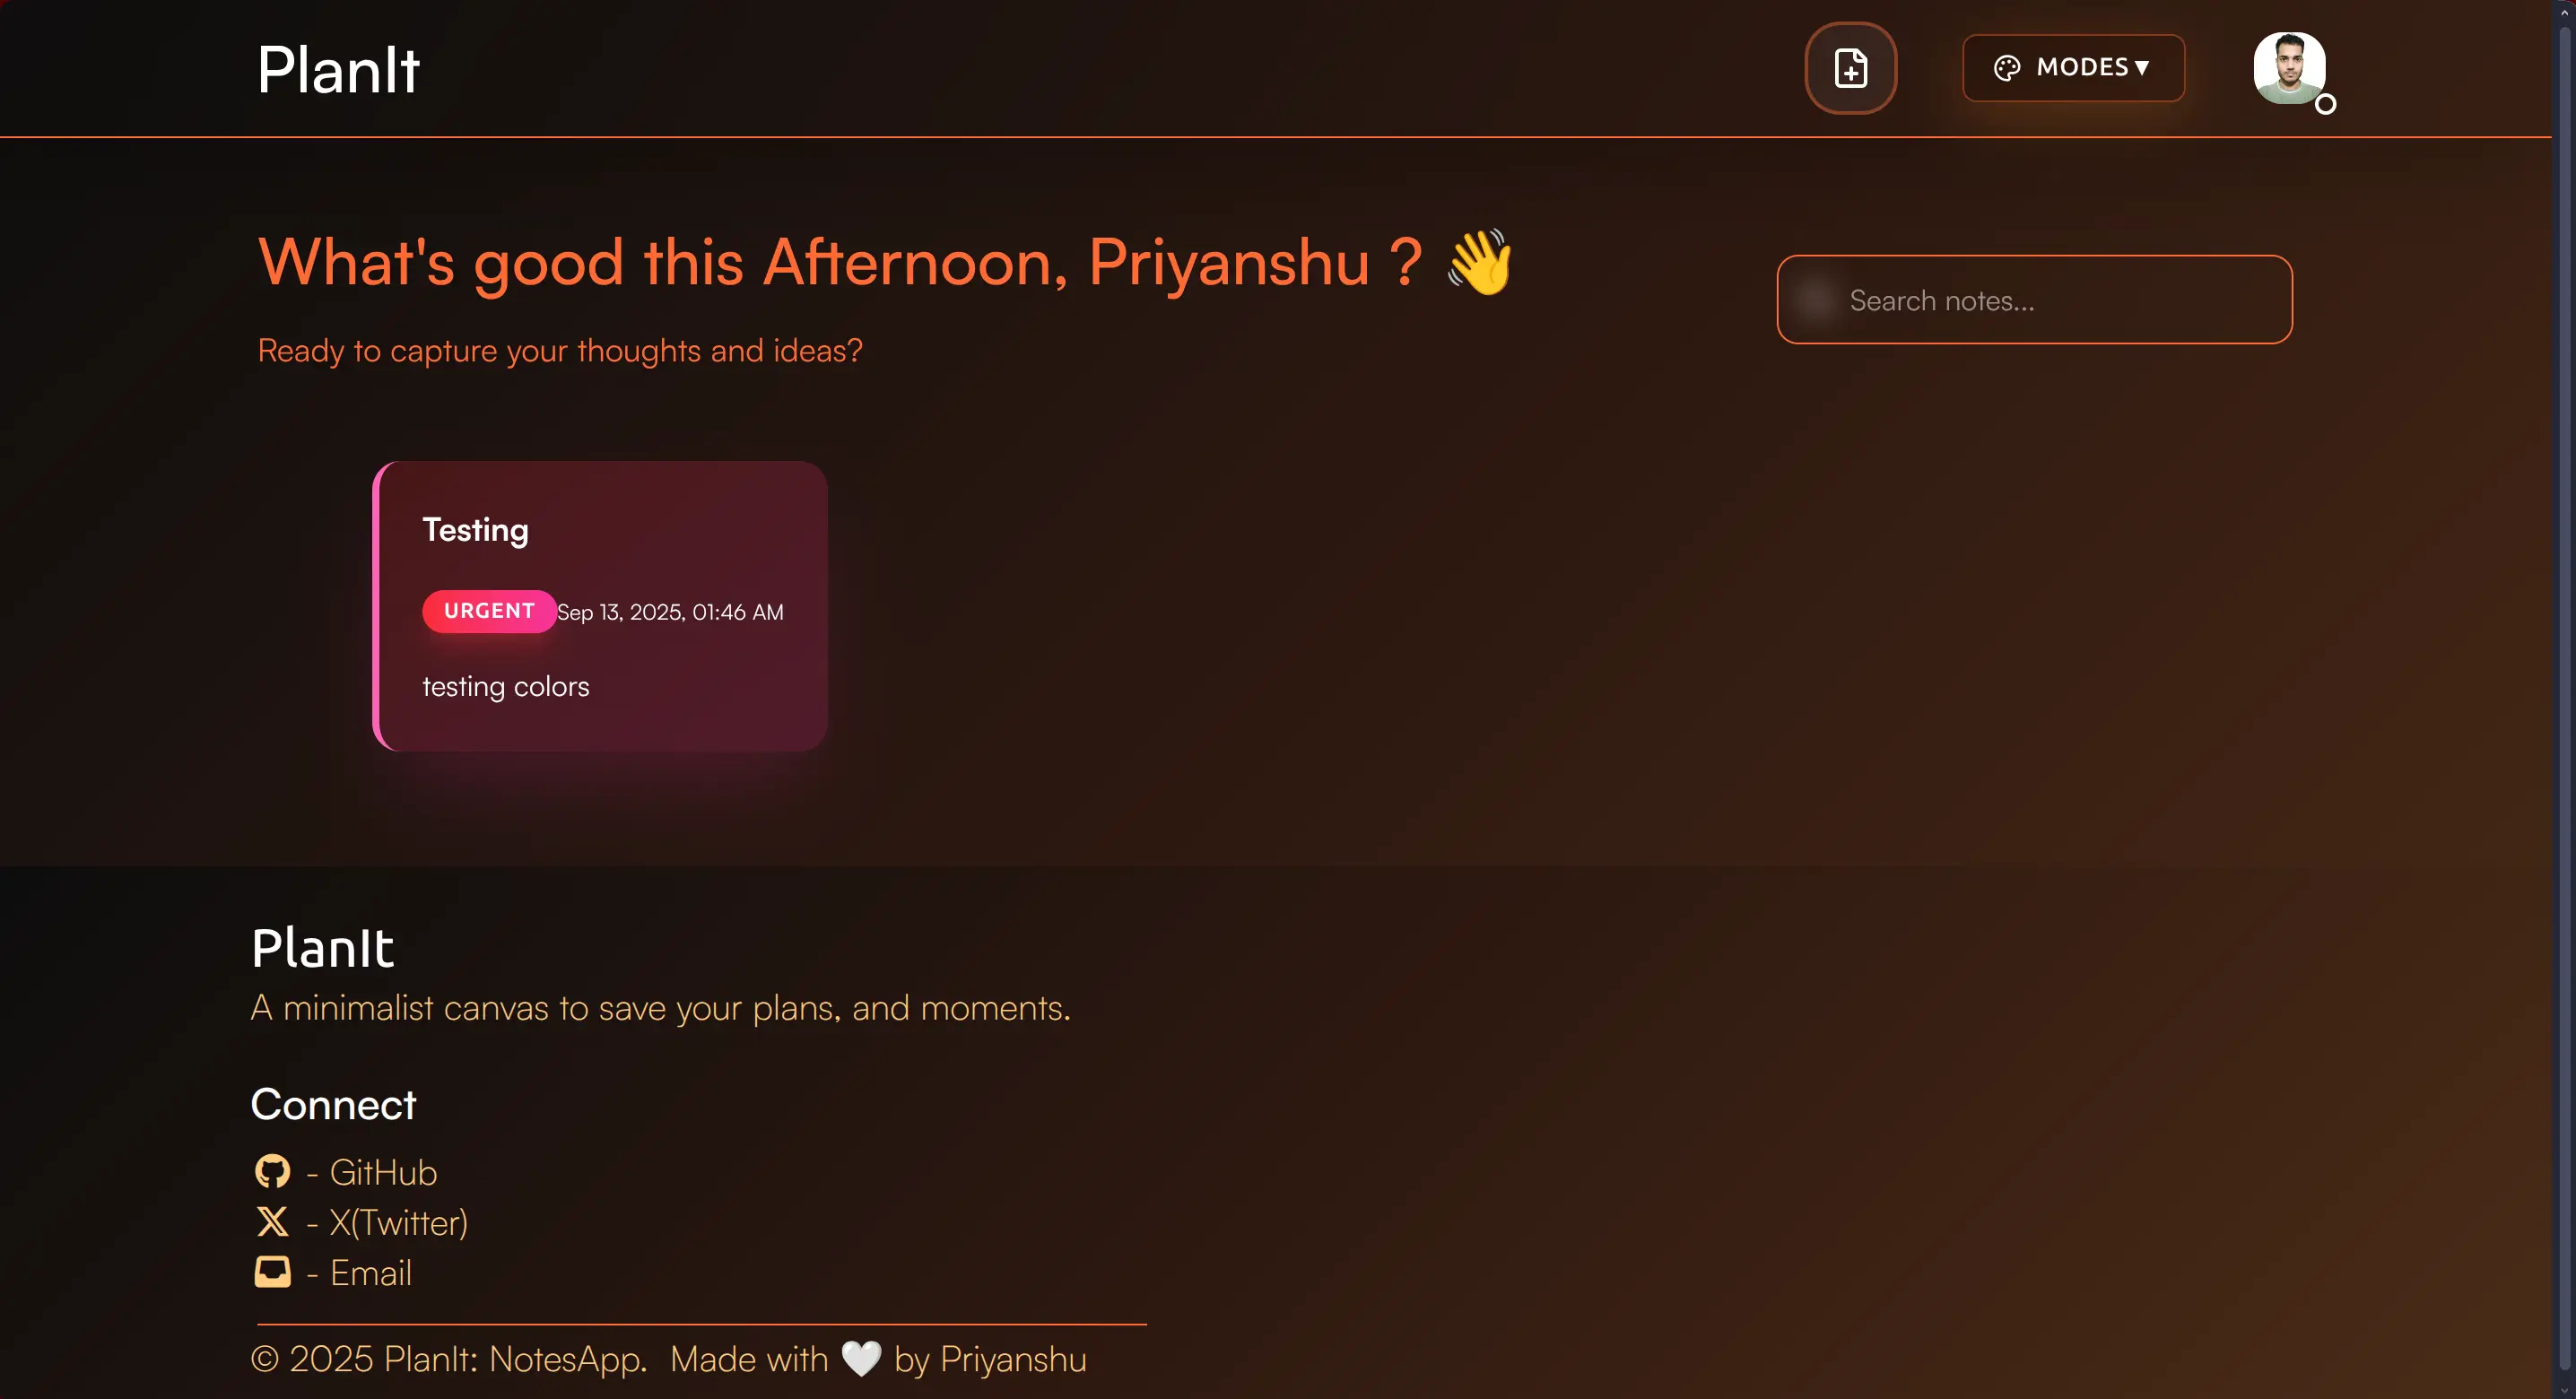 PlanIt
MODES▼
What's good this Afternoon, Priyanshu ? 👋
Search notes...
Ready to capture your thoughts and ideas?
Testing
URGENT Sep 13, 2025, 01:46 AM
testing colors
PlanIt
A minimalist canvas to save your plans, and moments.
Connect
- GitHub
- X(Twitter)
- Email
© 2025 PlanIt: NotesApp. Made with 🤍 by Priyanshu